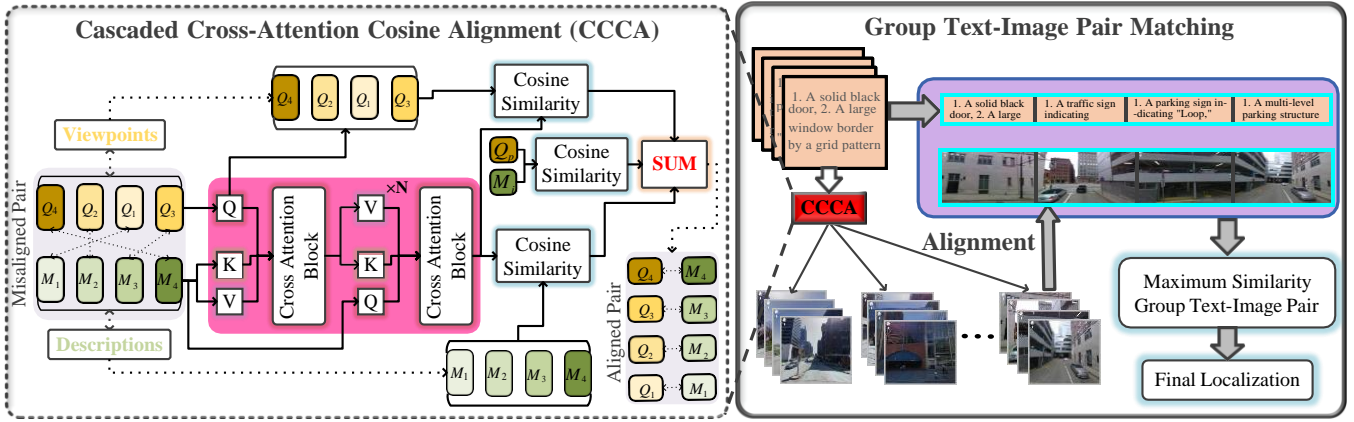 Cascaded Cross-Attention Cosine Alignment (CCCA)
Q4 Q2 Q1 Q3
Cosine
Similarity
Viewpoints
Misaligned Pair
Q4 Q2 Q1 Q3
M1 M2 M3 M4
Descriptions
Q
K
V
Cross Attention
Block
×N
V
K
Q
Cross Attention
Block
Qp
Mi
Cosine
Similarity
SUM
Cosine
Similarity
M1 M2 M3 M4
Aligned Pair
Q4 M4
Q3 M3
Q2 M2
Q1 M1
Group Text-Image Pair Matching
1. A solid black
door, 2. A large
window border
by a grid pattern
CCCA
Alignment
1. A solid black
door, 2. A large
1. A traffic sign
indicating
1. A parking sign in-
-dicating "Loop,"
1. A multi-level
parking structure
Maximum Similarity
Group Text-Image Pair
Final Localization